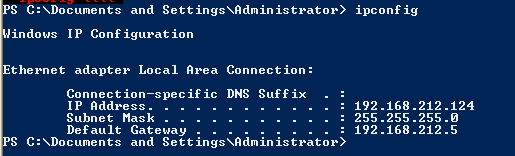 PS C:\Documents and Settings\Administrator> ipconfig
Windows IP Configuration
Ethernet adapter Local Area Connection:
Connection-specific DNS Suffix  . :
IP Address. . . . . . . . . . . . : 192.168.212.124
Subnet Mask . . . . . . . . . . . : 255.255.255.0
Default Gateway . . . . . . . . . : 192.168.212.5
PS C:\Documents and Settings\Administrator>